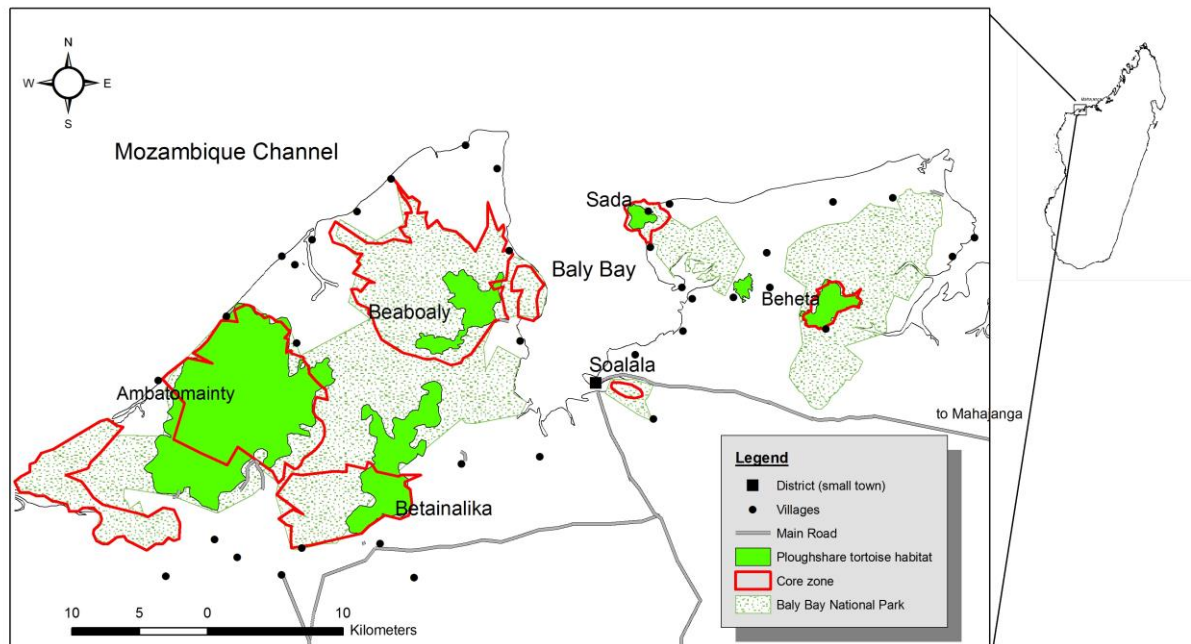 N
W E
S
Mozambique Channel
Sada
Baly Bay
Beheta
Beaboaly
Soalala
Ambatomainty
to Mahajanga
Betainalika
Legend
District (small town)
Villages
Main Road
Ploughshare tortoise habitat
Core zone
Baly Bay National Park
10 5 0 10
Kilometers